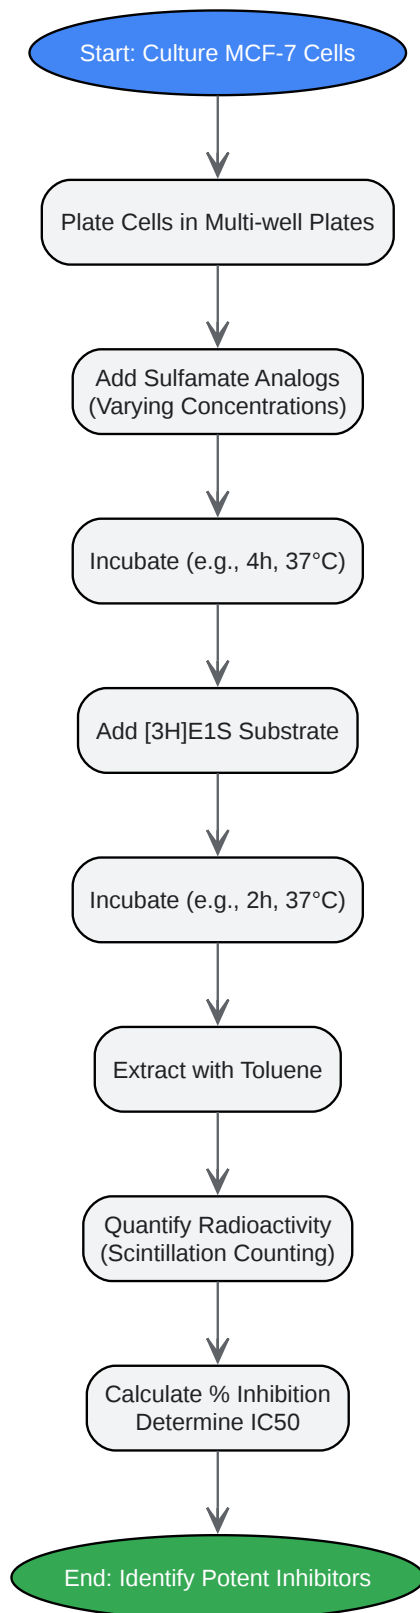 Start: Culture MCF-7 Cells
Plate Cells in Multi-well Plates
Add Sulfamate Analogs
(Varying Concentrations)
Incubate (e.g., 4h, 37°C)
Add [3H]E1S Substrate
Incubate (e.g., 2h, 37°C)
Extract with Toluene
Quantify Radioactivity
(Scintillation Counting)
Calculate % Inhibition
Determine IC50
End: Identify Potent Inhibitors